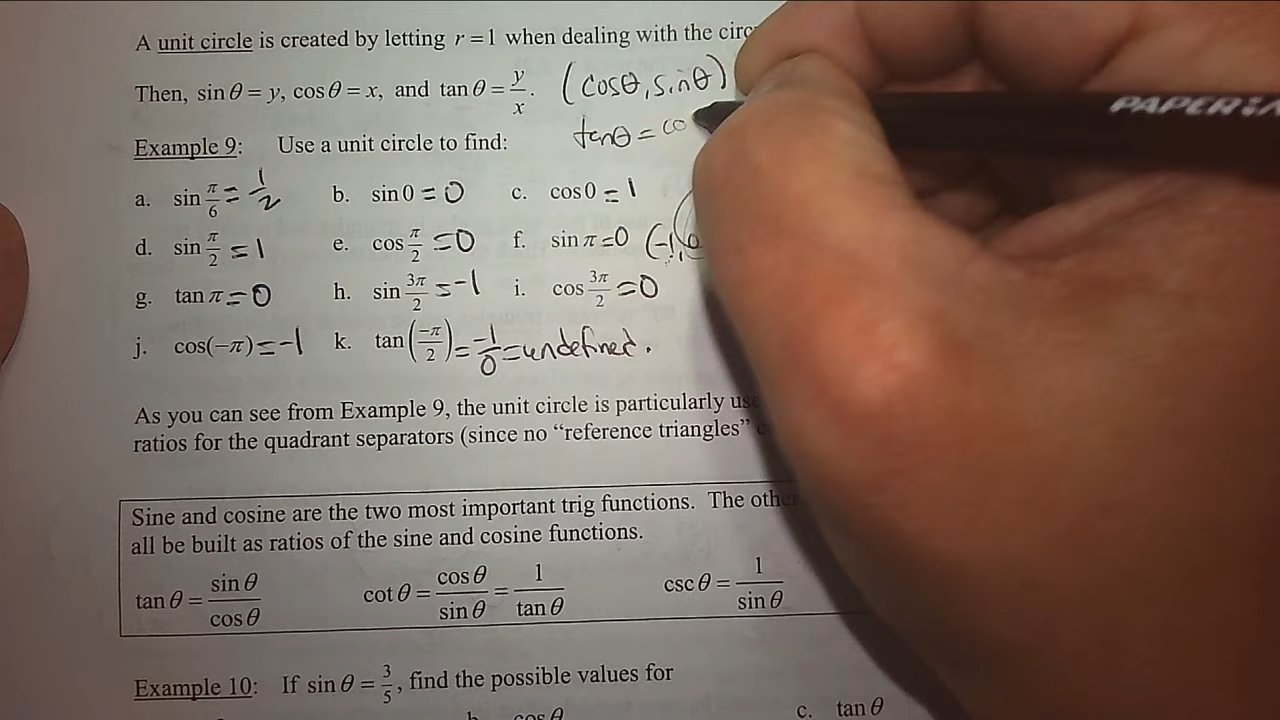 A unit circle is created by letting r = 1 when dealing with the
Then, sin θ = y, cos θ = x, and tan θ = y/x. (cosθ, sinθ)
tanθ = co
Example 9: Use a unit circle to find:
a. sin π/6 = 1/2 b. sin 0 = 0 c. cos 0 = 1
d. sin π/2 = 1 e. cos π/2 = 0 f. sin π = 0 (-1, 0
g. tan π = 0 h. sin 3π/2 = -1 i. cos 3π/2 = 0
j. cos(−π) = -1 k. tan(−π/2) = -1/0 = undefined.
As you can see from Example 9, the unit circle is particularly
ratios for the quadrant separators (since no “reference triangles”
Sine and cosine are the two most important trig functions. The other
all be built as ratios of the sine and cosine functions.
tan θ = sin θ/cos θ cot θ = cos θ/sin θ = 1/tan θ csc θ = 1/sin θ
Example 10: If sin θ = 3/5, find the possible values for
b. cos θ c. tan θ
PAPER